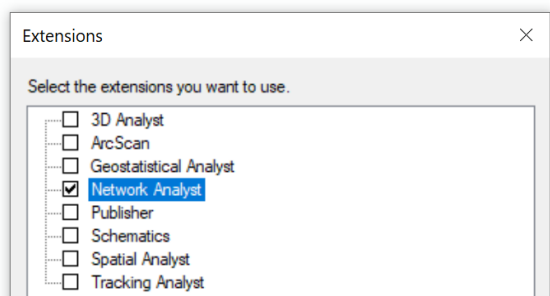 Extensions
Select the extensions you want to use.
3D Analyst
ArcScan
Geostatistical Analyst
Network Analyst
Publisher
Schematics
Spatial Analyst
Tracking Analyst